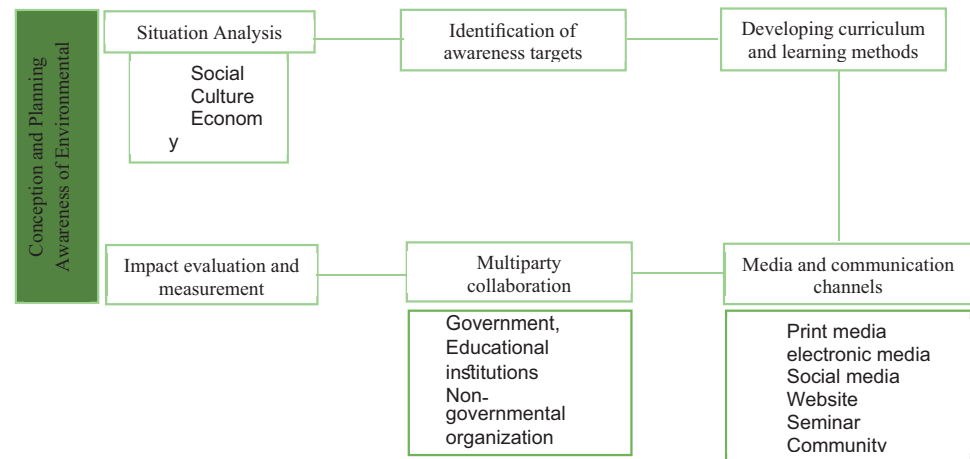 Conception and Planning
Awareness of Environmental
Situation Analysis
Social
Culture
Econom
y
Identification of
awareness targets
Developing curriculum
and learning methods
Impact evaluation and
measurement
Multiparty
collaboration
Government,
Educational
institutions
Non-
governmental
organization
Media and communication
channels
Print media
electronic media
Social media
Website
Seminar
Community